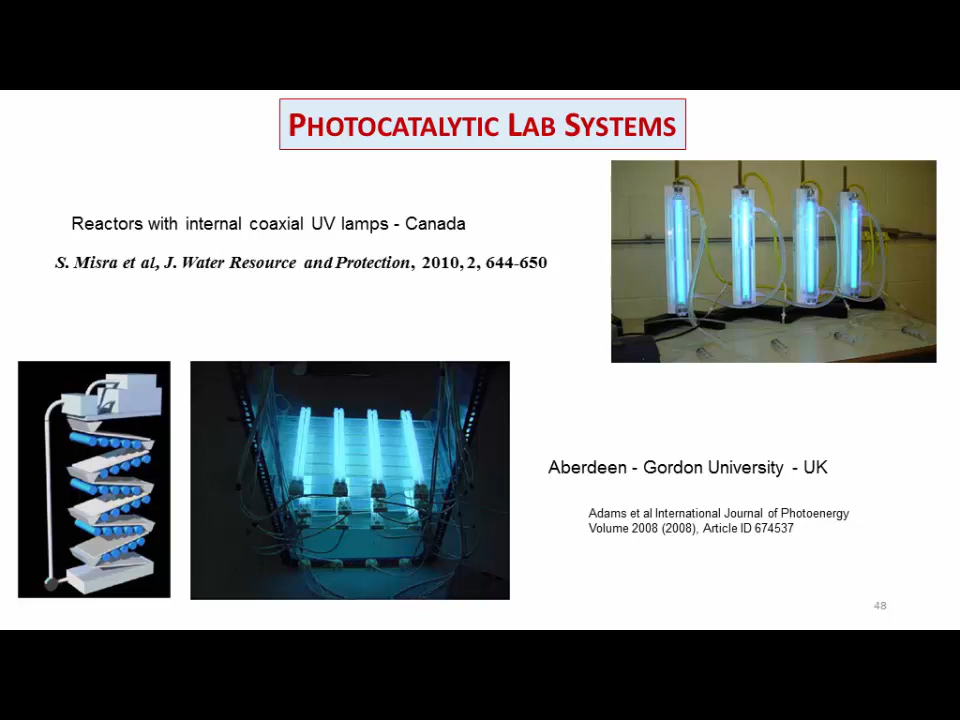 PHOTOCATALYTIC LAB SYSTEMS
Reactors with internal coaxial UV lamps - Canada
S. Misra et al, J. Water Resource and Protection, 2010, 2, 644-650
Aberdeen - Gordon University - UK
Adams et al International Journal of Photoenergy
Volume 2008 (2008), Article ID 674537
48